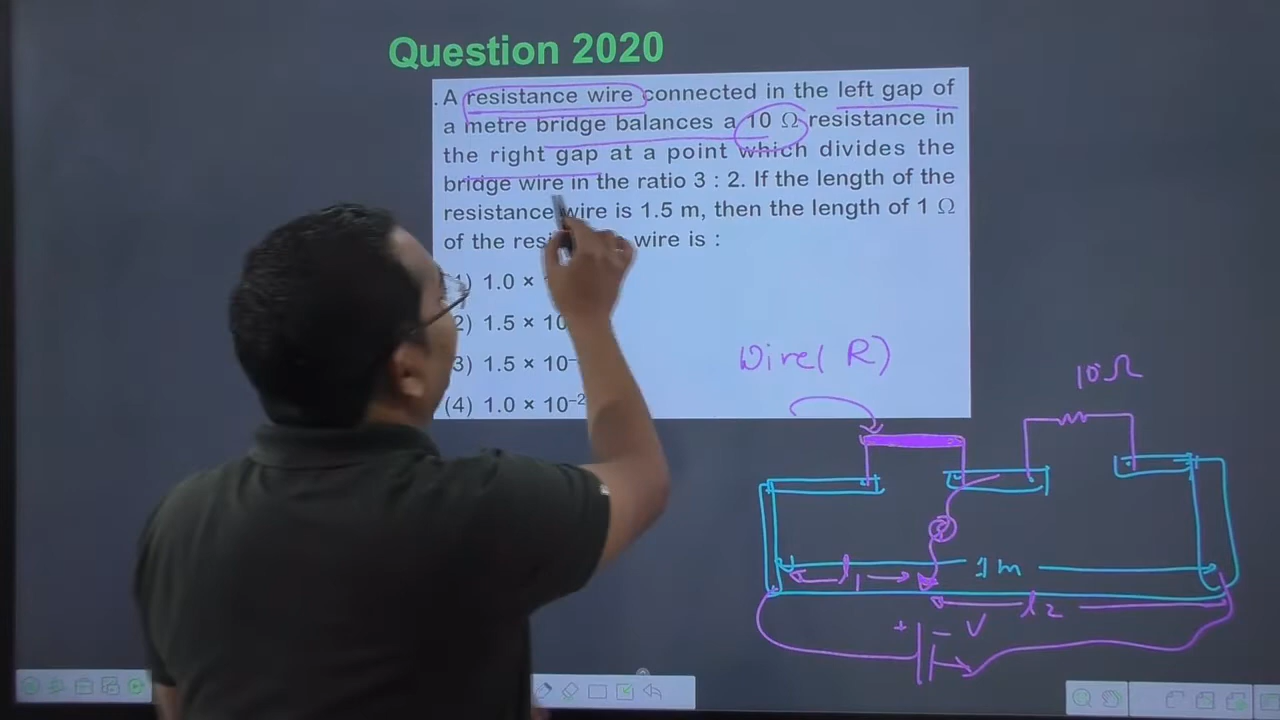 Question 2020
. A resistance wire connected in the left gap of
a metre bridge balances a 10 Ω resistance in
the right gap at a point which divides the
bridge wire in the ratio 3 : 2. If the length of the
resistance wire is 1.5 m, then the length of 1 Ω
of the wire is :
1.0 ×
2) 1.5 × 10
3) 1.5 × 10⁻
(4) 1.0 × 10⁻²
Wire( R)
10 Ω
l1
1m
l2
+ − V